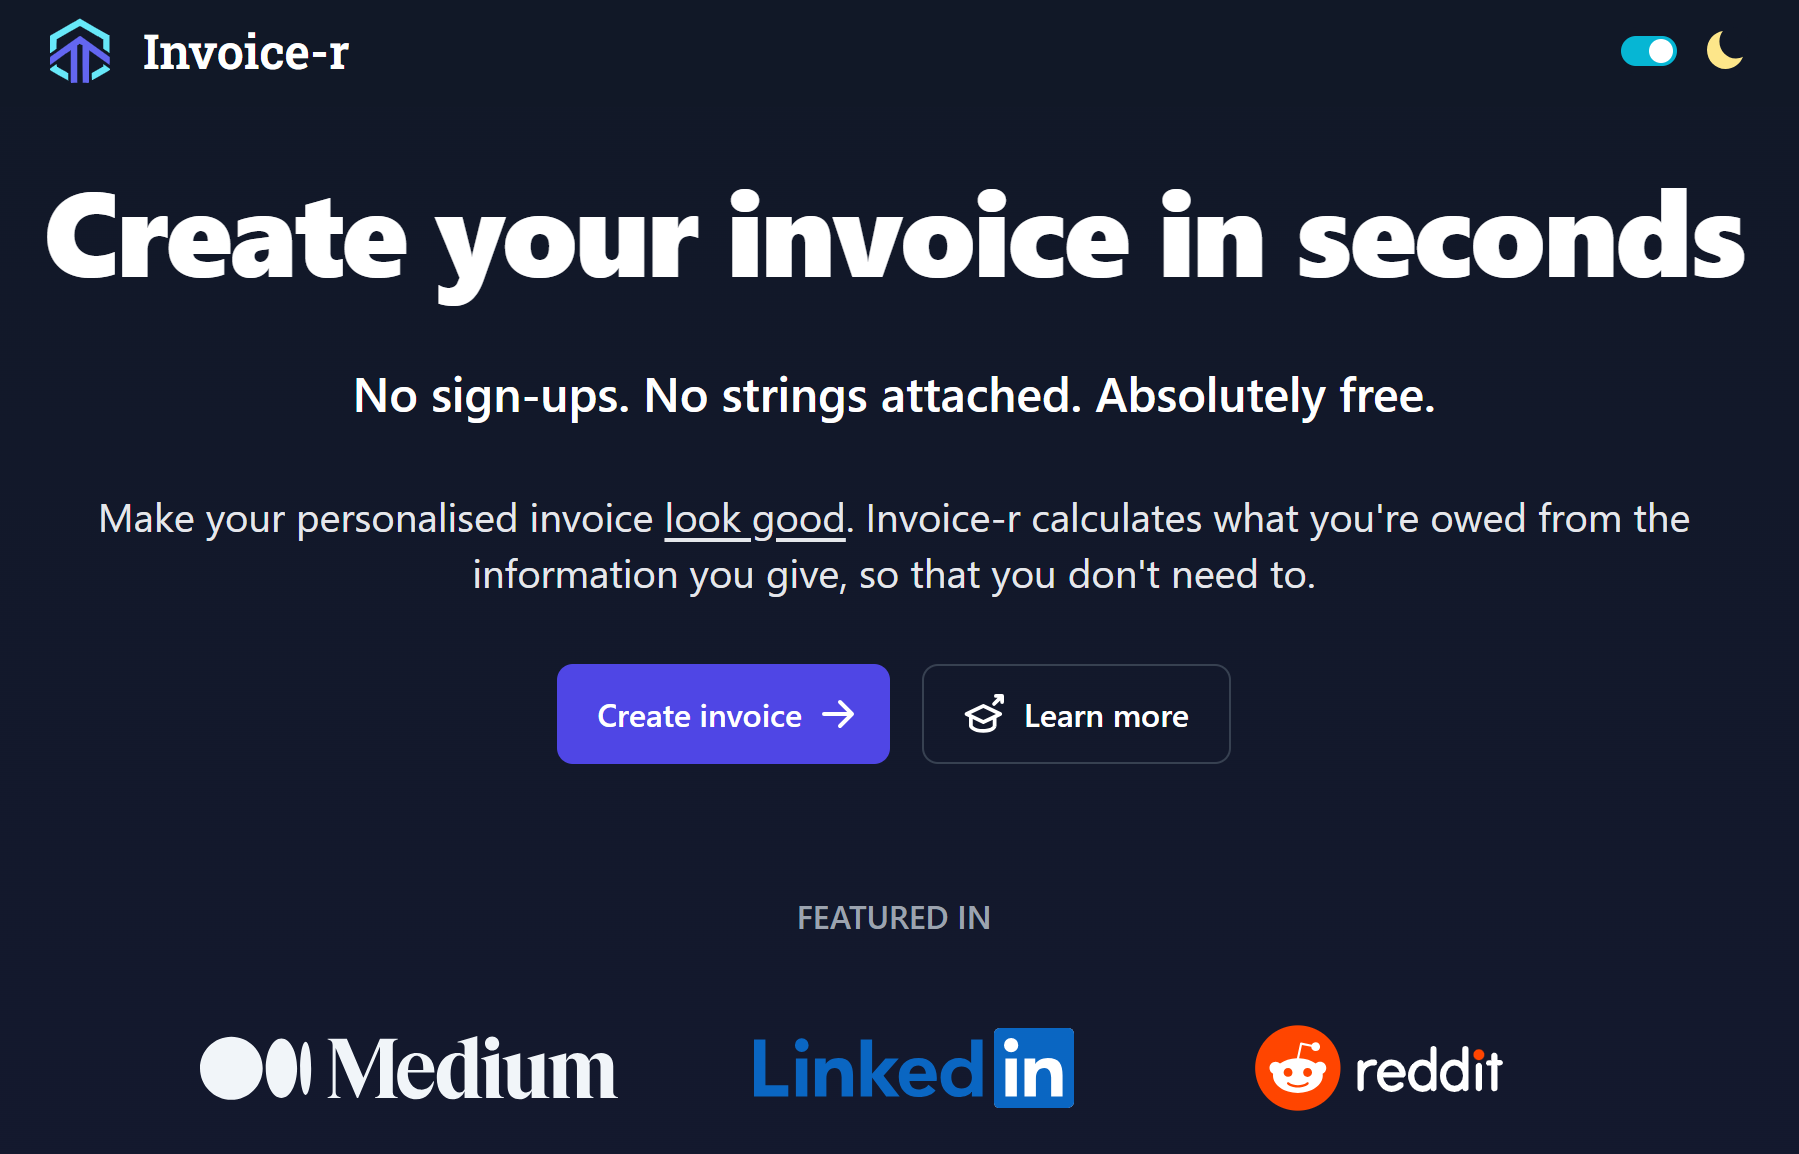 Invoice-r
Create your invoice in seconds
No sign-ups. No strings attached. Absolutely free.
Make your personalised invoice look good. Invoice-r calculates what you're owed from the
information you give, so that you don't need to.
Create invoice
Learn more
FEATURED IN
Medium
Linkedin
reddit